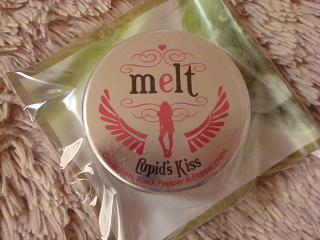 melt
Cupid's Kiss
Black Pepper & Peppermint